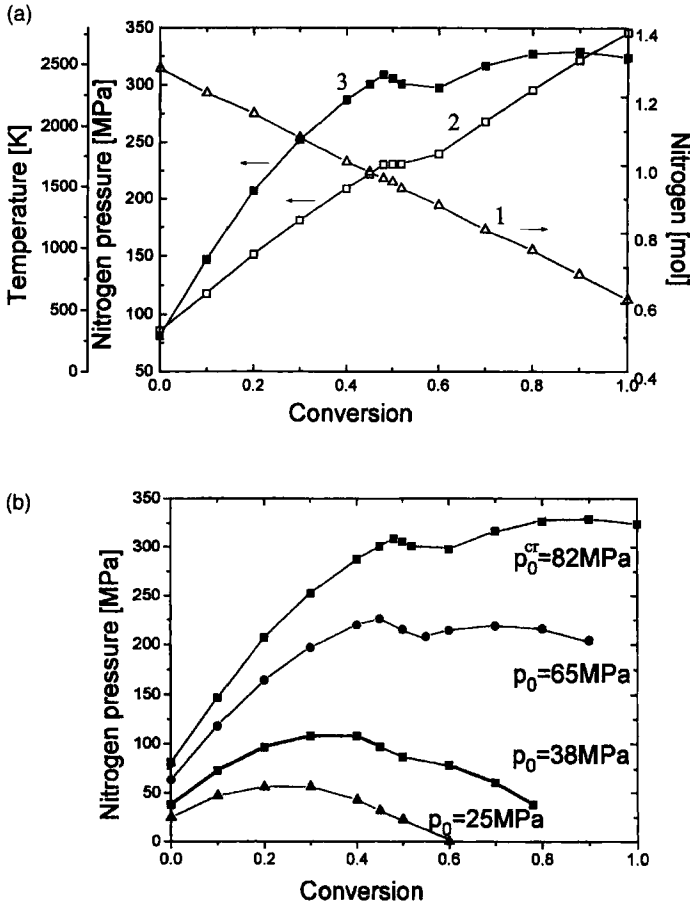 (a)
Temperature [K]
2500
2000
1500
1000
500
0
Nitrogen pressure [MPa]
350
300
250
200
150
100
50
3
2
1
1.4
1.2
1.0
0.8
0.6
0.4
Nitrogen [mol]
0.0 0.2 0.4 0.6 0.8 1.0
Conversion
(b)
Nitrogen pressure [MPa]
350
300
250
200
150
100
50
0
p₀ᶜʳ=82MPa
p₀=65MPa
p₀=38MPa
p₀=25MPa
0.0 0.2 0.4 0.6 0.8 1.0
Conversion